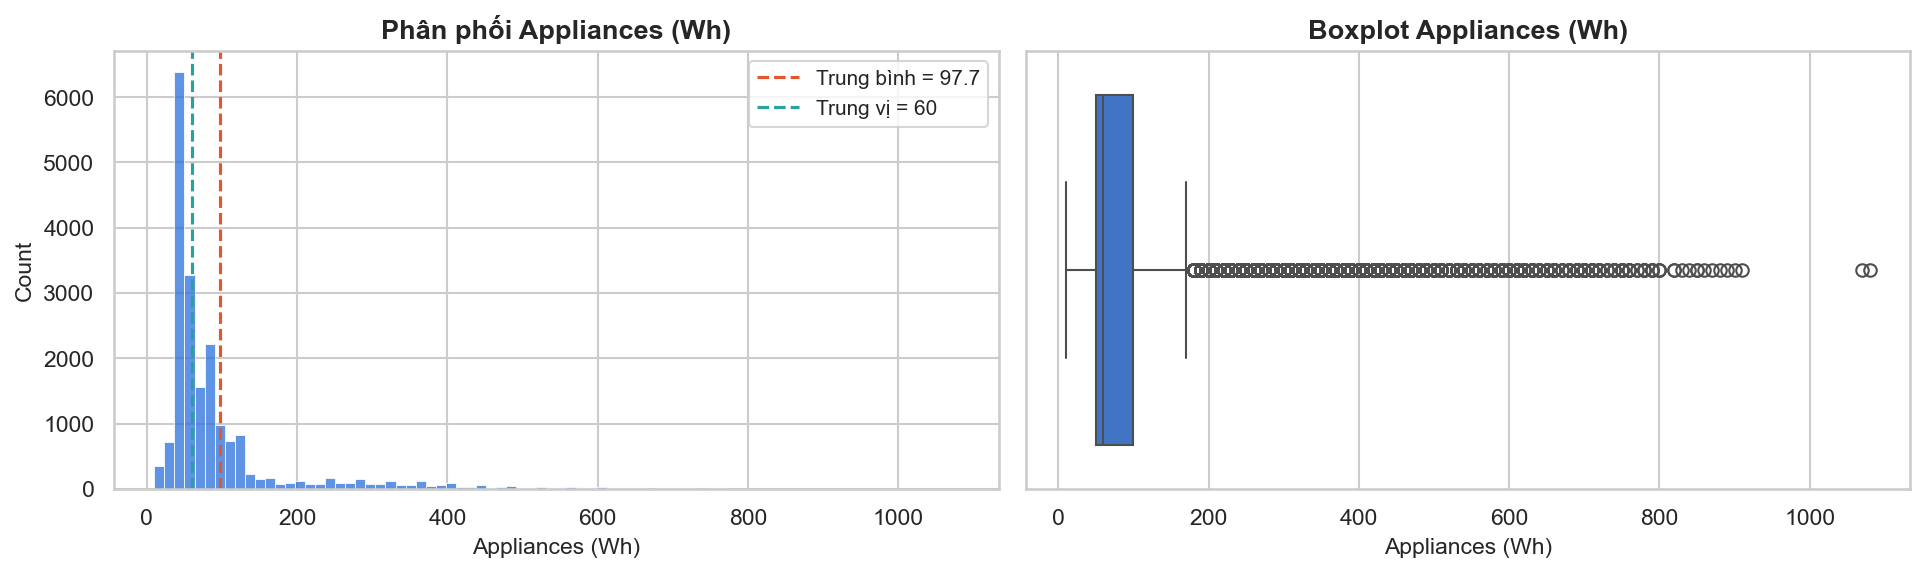 Phân phối Appliances (Wh)
Trung bình = 97.7
Trung vị = 60
Count
6000
5000
4000
3000
2000
1000
0
0 200 400 600 800 1000
Appliances (Wh)
Boxplot Appliances (Wh)
0 200 400 600 800 1000
Appliances (Wh)